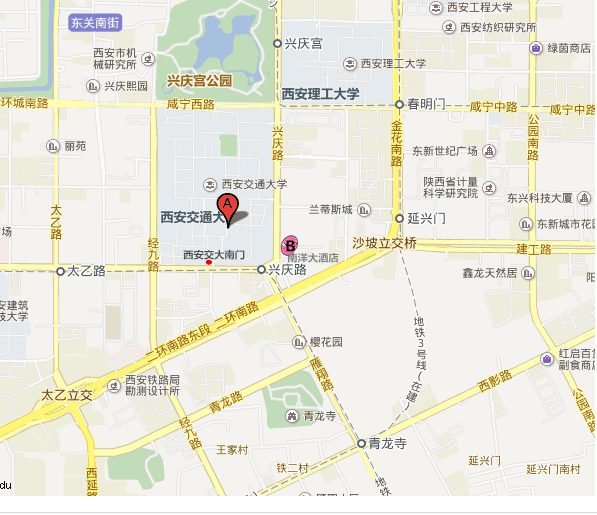 东关南街
西安工程大学
西安纺织研究所
兴庆宫
绿茵商店
西安市机
械研究所
西安理工大学
兴庆熙园
兴庆宫公园
西安理工大学
环城南路
咸宁西路
春明门
咸宁中路
咸宁中路
公园南路
兴庆路
金花南路
丽苑
东新世纪广场
西安交通大学
陕西省计量
科学研究院
东兴科技大厦
太乙路
A
兰蒂斯城
西安交通大
延兴门
东新城市花
场
经九路
B
沙坡立交桥
建工路
西安交大南门
南洋大酒店
太乙路
兴庆路
鑫龙天然居
阳
安建筑
技大学
地铁3号线(在建)
二环南路东段
二环南路
樱花园
红启百货
副食商店
雁翔路
西影路
西安铁路局
勘测设计所
太乙立交
青龙路
公园南路
青龙寺
经九路
青龙寺
王家村
铁二村
延兴门
延兴门南村
西延路
地铁
du